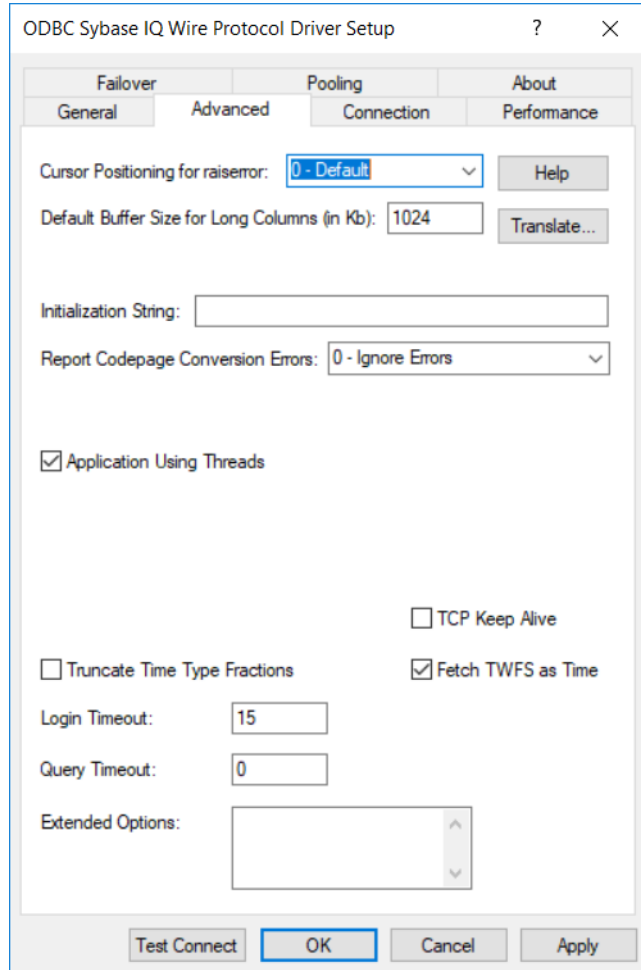 ODBC Sybase IQ Wire Protocol Driver Setup ?
Failover Pooling About
General Advanced Connection Performance
Cursor Positioning for raiserror: 0 - Default Help
Default Buffer Size for Long Columns (in Kb): 1024 Translate...
Initialization String:
Report Codepage Conversion Errors: 0 - Ignore Errors
Application Using Threads
TCP Keep Alive
Truncate Time Type Fractions Fetch TWFS as Time
Login Timeout: 15
Query Timeout: 0
Extended Options:
Test Connect OK Cancel Apply